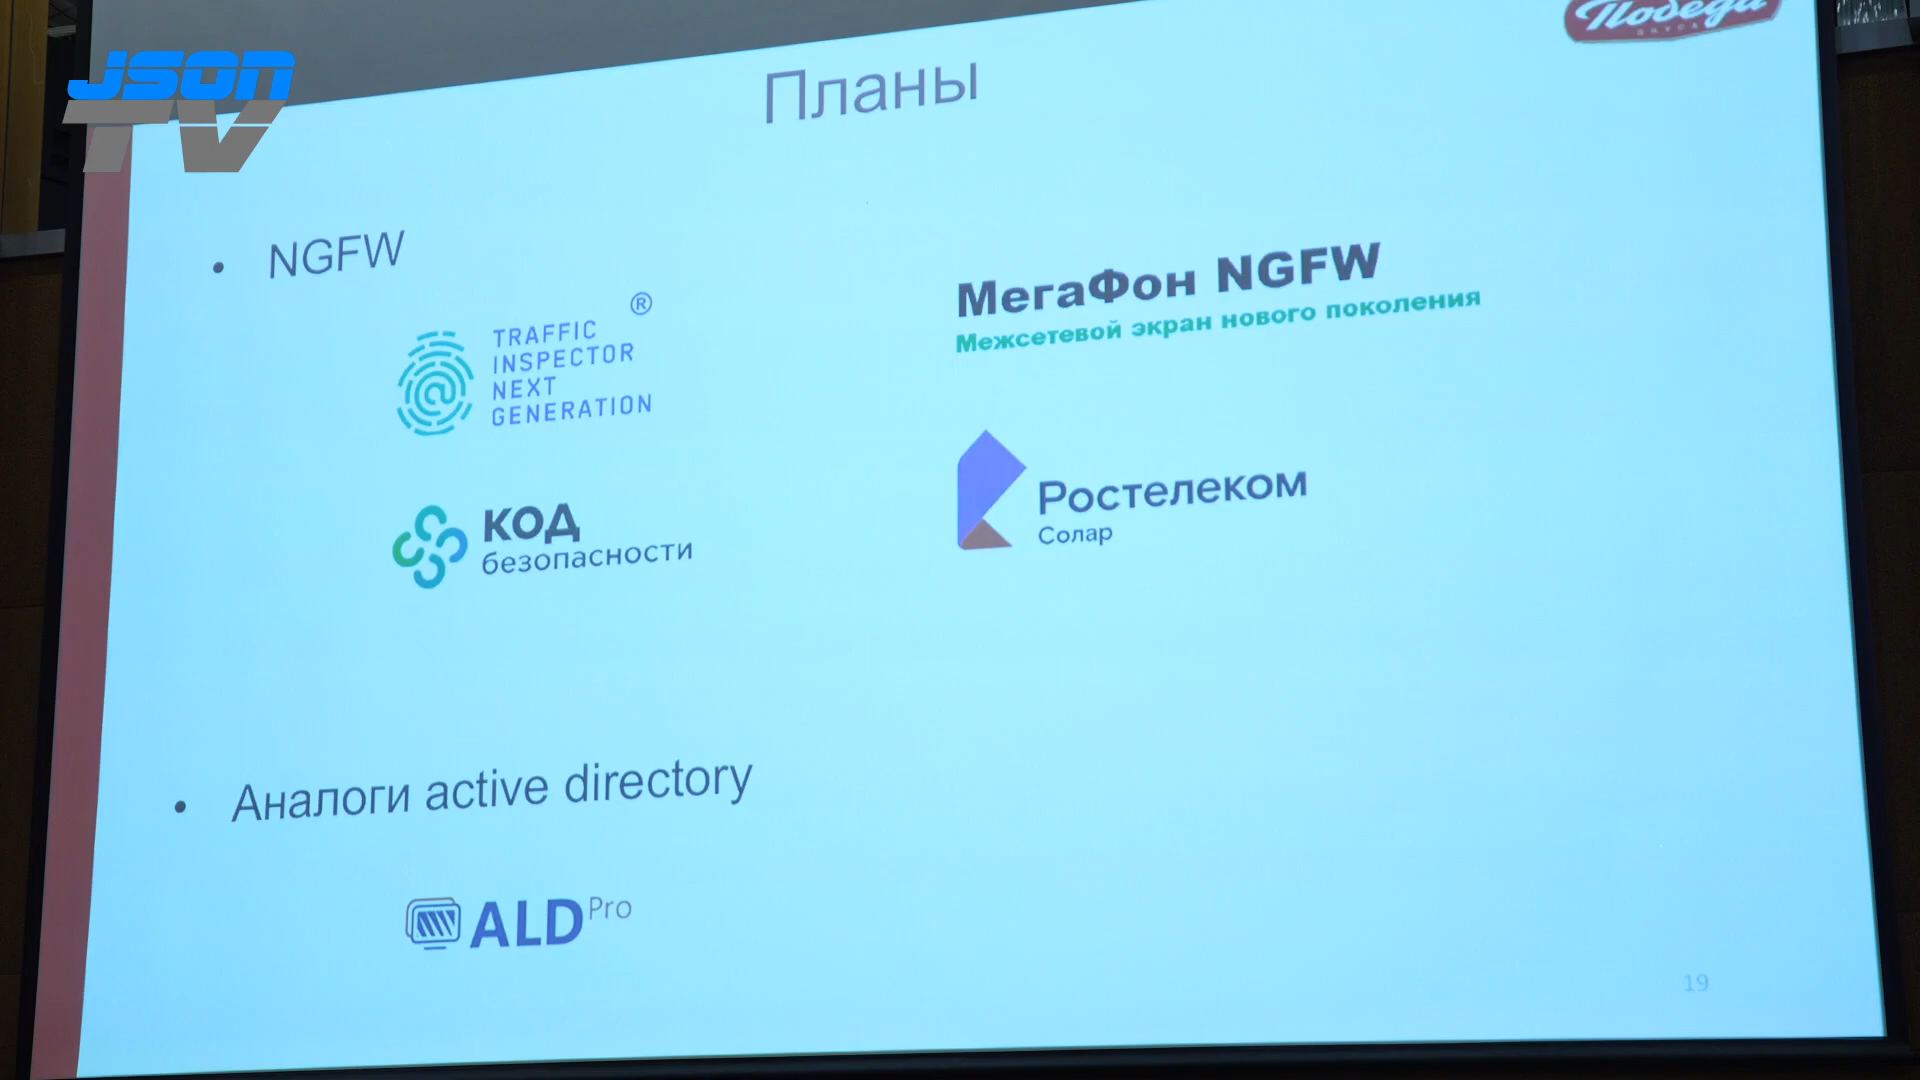 JSON
TV
Победа
ВКУСА
Планы
• NGFW
TRAFFIC ®
INSPECTOR
NEXT
GENERATION
МегаФон NGFW
Межсетевой экран нового поколения
КОД
безопасности
Ростелеком
Солар
• Аналоги active directory
ALD Pro
19